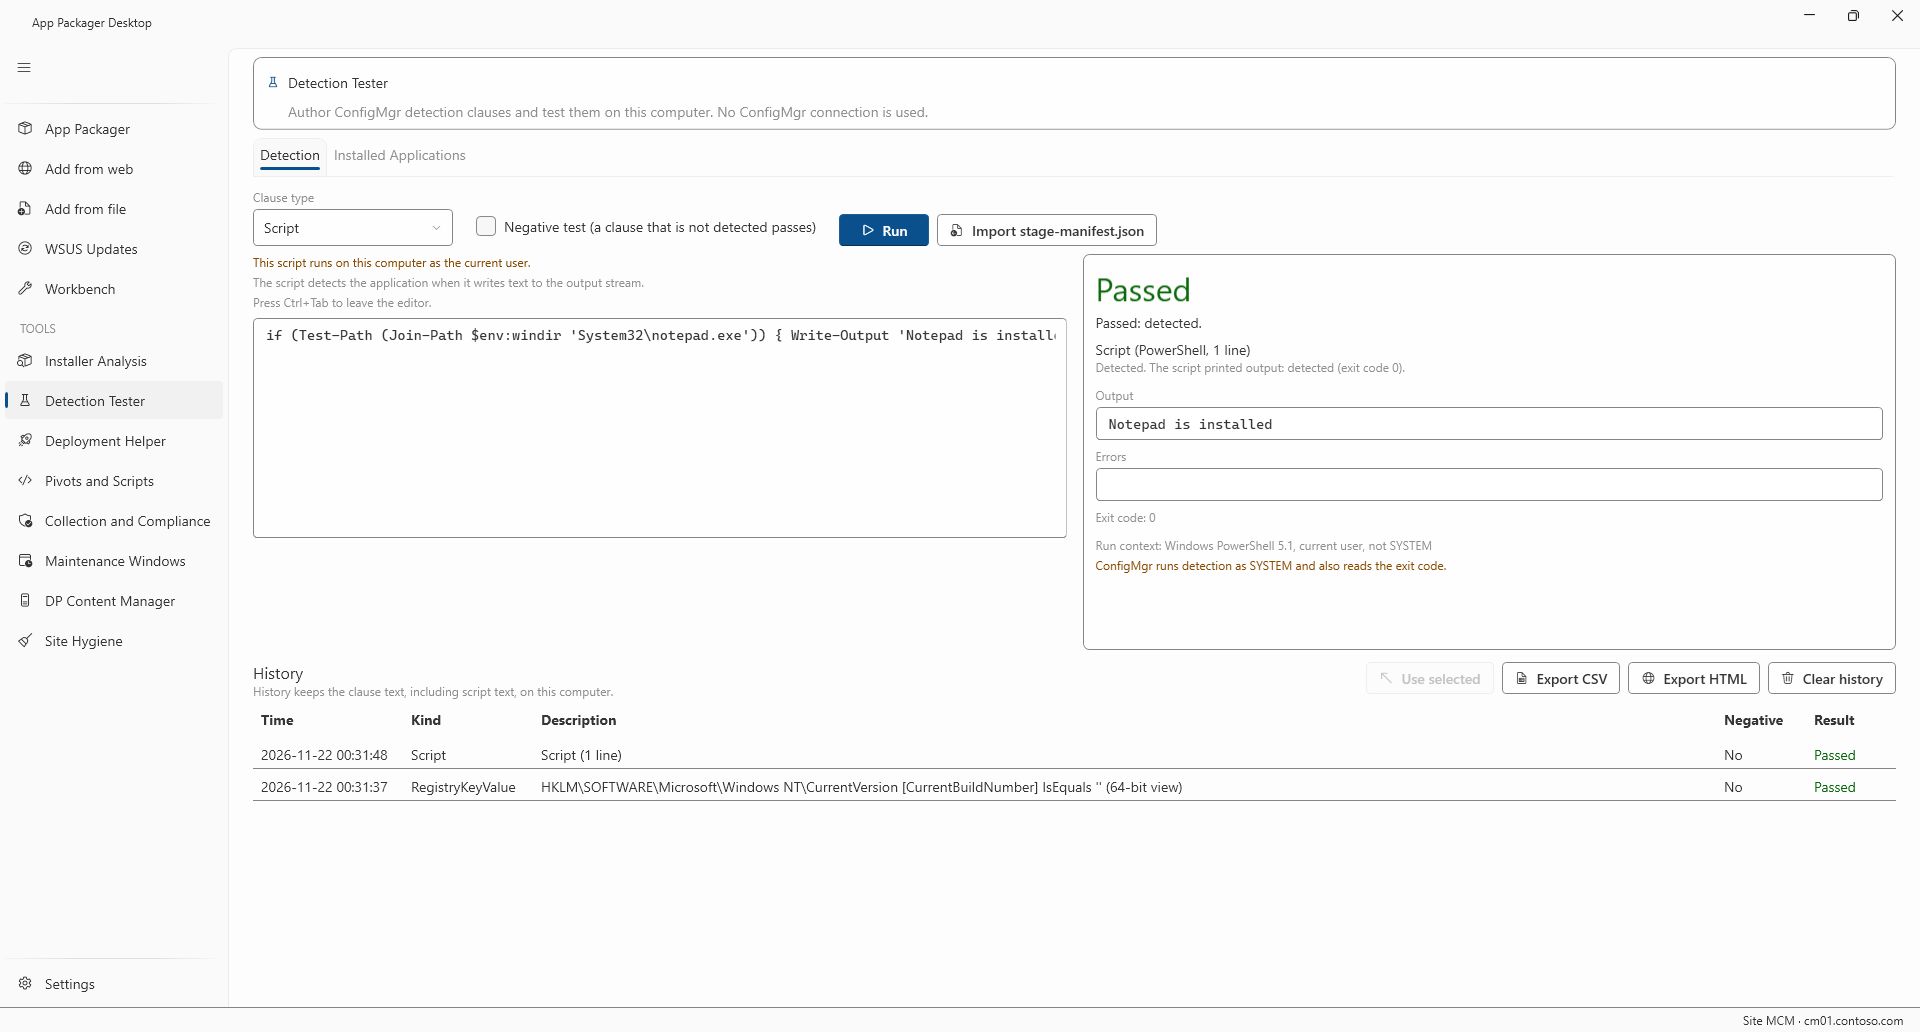 App Packager Desktop
App Packager
Add from web
Add from file
WSUS Updates
Workbench
TOOLS
Installer Analysis
Detection Tester
Deployment Helper
Pivots and Scripts
Collection and Compliance
Maintenance Windows
DP Content Manager
Site Hygiene
Settings
Detection Tester
Author ConfigMgr detection clauses and test them on this computer. No ConfigMgr connection is used.
Detection Installed Applications
Clause type
Script
Negative test (a clause that is not detected passes)
Run
Import stage-manifest.json
This script runs on this computer as the current user.
The script detects the application when it writes text to the output stream.
Press Ctrl+Tab to leave the editor.
if (Test-Path (Join-Path $env:windir 'System32\notepad.exe')) { Write-Output 'Notepad is install
Passed
Passed: detected.
Script (PowerShell, 1 line)
Detected. The script printed output: detected (exit code 0).
Output
Notepad is installed
Errors
Exit code: 0
Run context: Windows PowerShell 5.1, current user, not SYSTEM
ConfigMgr runs detection as SYSTEM and also reads the exit code.
History
History keeps the clause text, including script text, on this computer.
Use selected
Export CSV
Export HTML
Clear history
Time Kind Description Negative Result
2026-11-22 00:31:48 Script Script (1 line) No Passed
2026-11-22 00:31:37 RegistryKeyValue HKLM\SOFTWARE\Microsoft\Windows NT\CurrentVersion [CurrentBuildNumber] IsEquals '' (64-bit view) No Passed
Site MCM · cm01.contoso.com